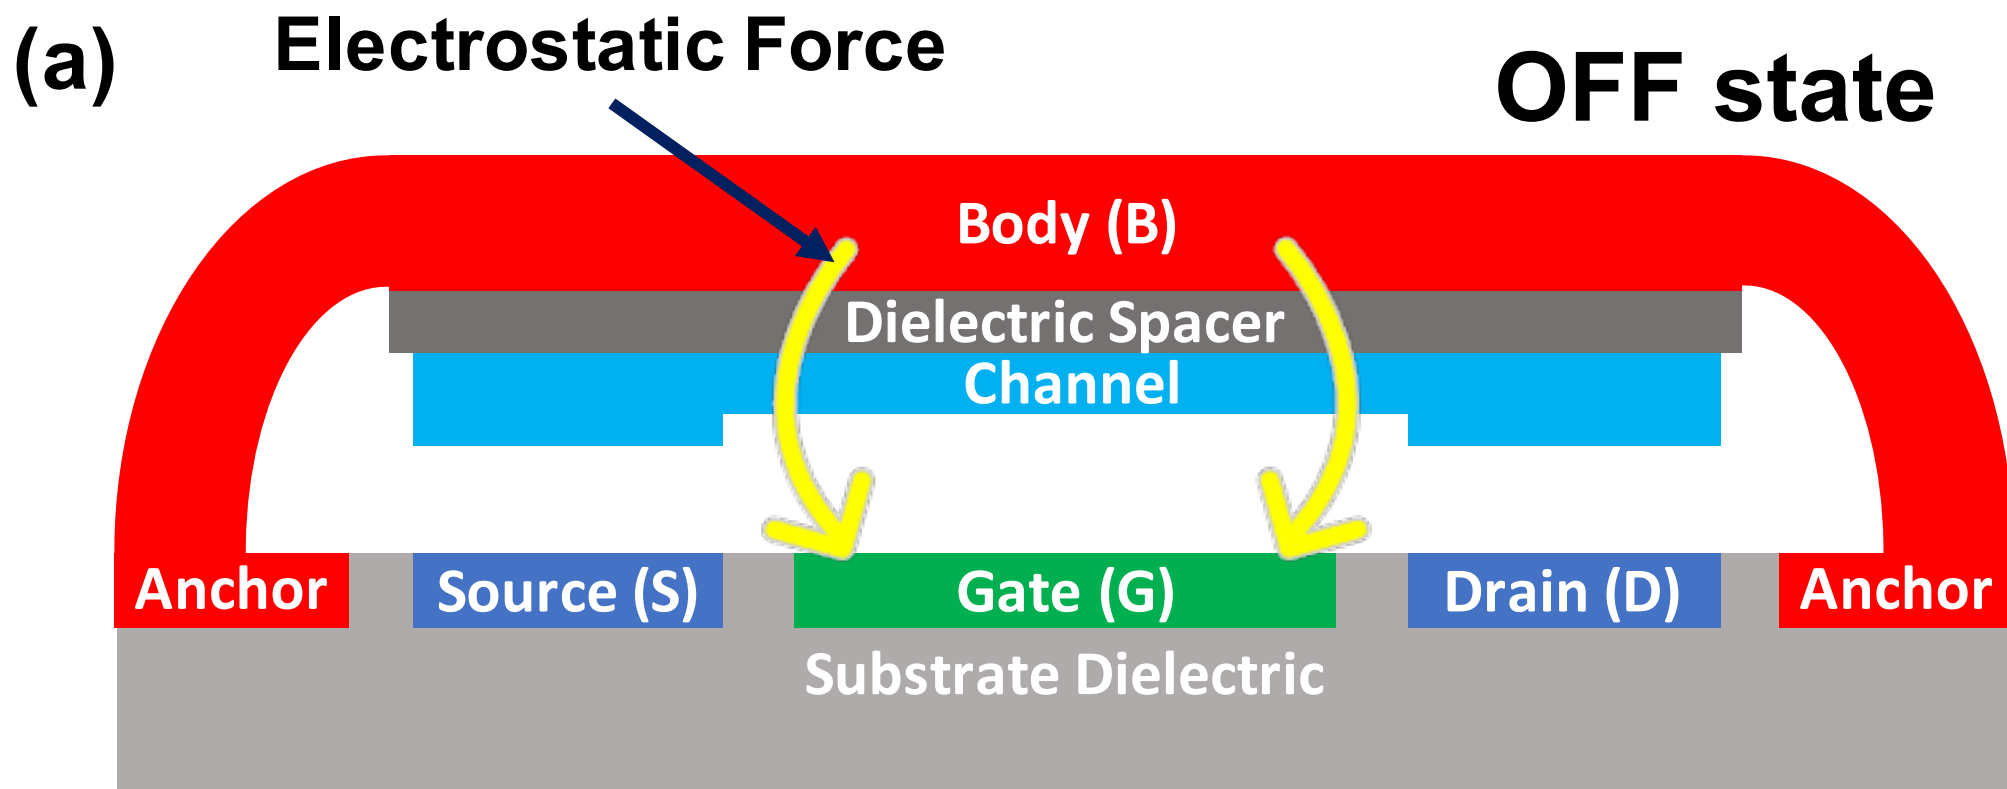 (a)
Electrostatic Force
OFF state
Body (B)
Dielectric Spacer
Channel
Anchor
Source (S)
Gate (G)
Drain (D)
Anchor
Substrate Dielectric